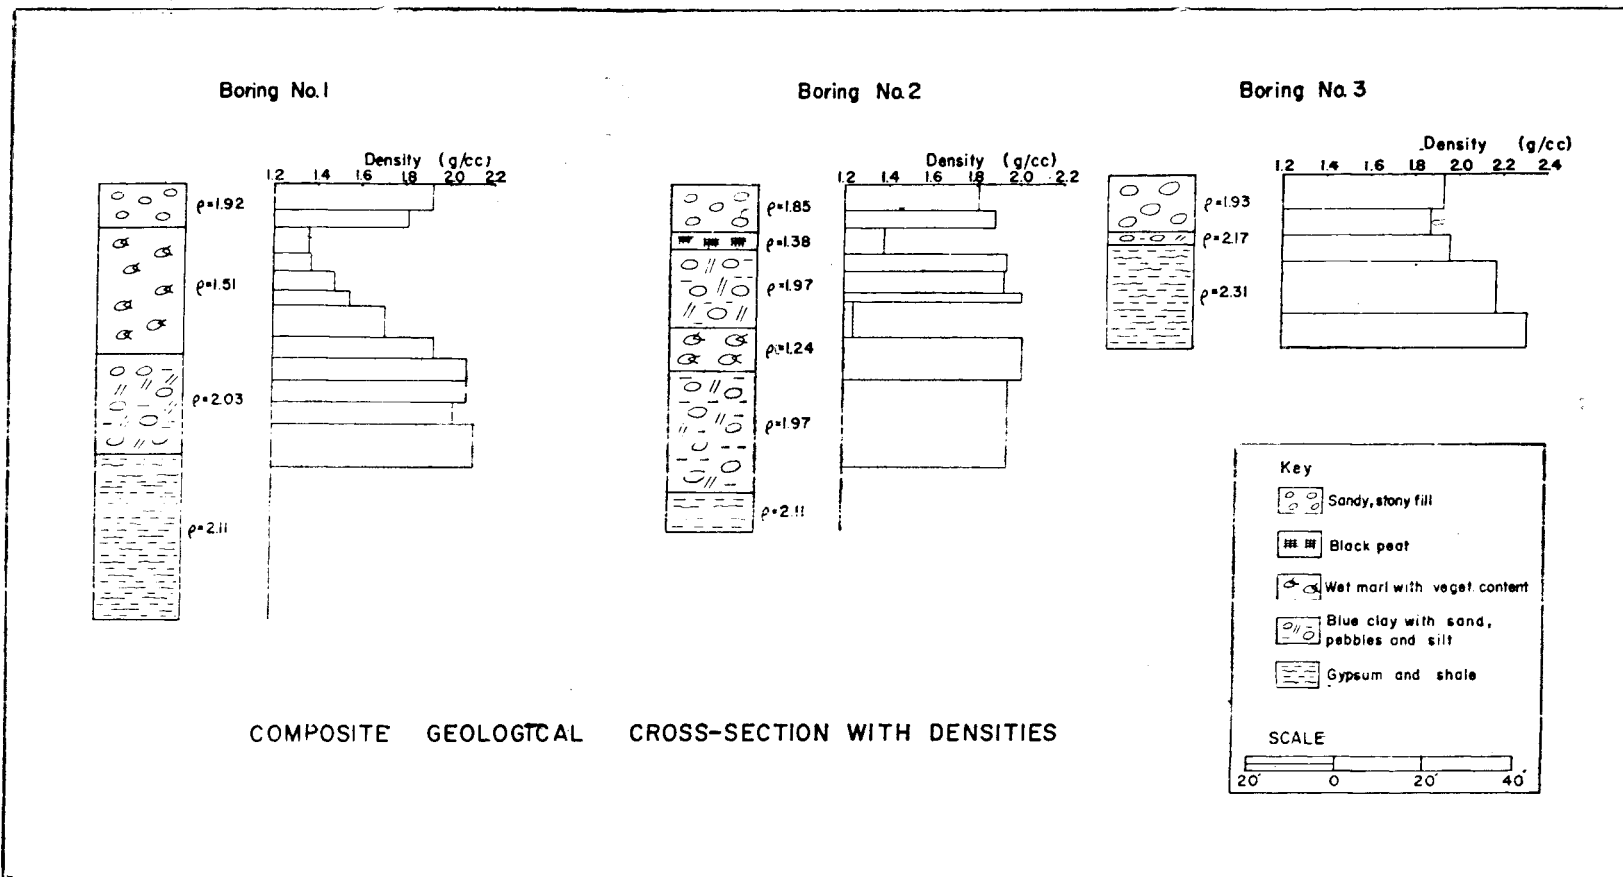 Boring No. 1
Density (g/cc)
1.2 1.4 1.6 1.8 2.0 2.2
ρ=1.92
ρ=1.51
ρ=2.03
ρ=2.11
Boring No. 2
Density (g/cc)
1.2 1.4 1.6 1.8 2.0 2.2
ρ=1.85
ρ=1.38
ρ=1.97
ρ=1.24
ρ=1.97
ρ=2.11
Boring No. 3
Density (g/cc)
1.2 1.4 1.6 1.8 2.0 2.2 2.4
ρ=1.93
ρ=2.17
ρ=2.31
Key
Sandy, stony fill
Black peat
Wet marl with veget. content
Blue clay with sand,
pebbles and silt
Gypsum and shale
SCALE
20' 0 20' 40'
COMPOSITE GEOLOGICAL CROSS-SECTION WITH DENSITIES